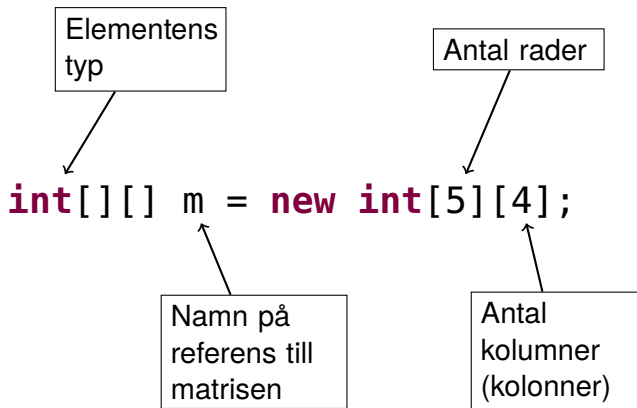 Elementens
typ
Antal rader
int[][] m = new int[5][4];
Namn på
referens till
matrisen
Antal
kolumner
(kolonner)